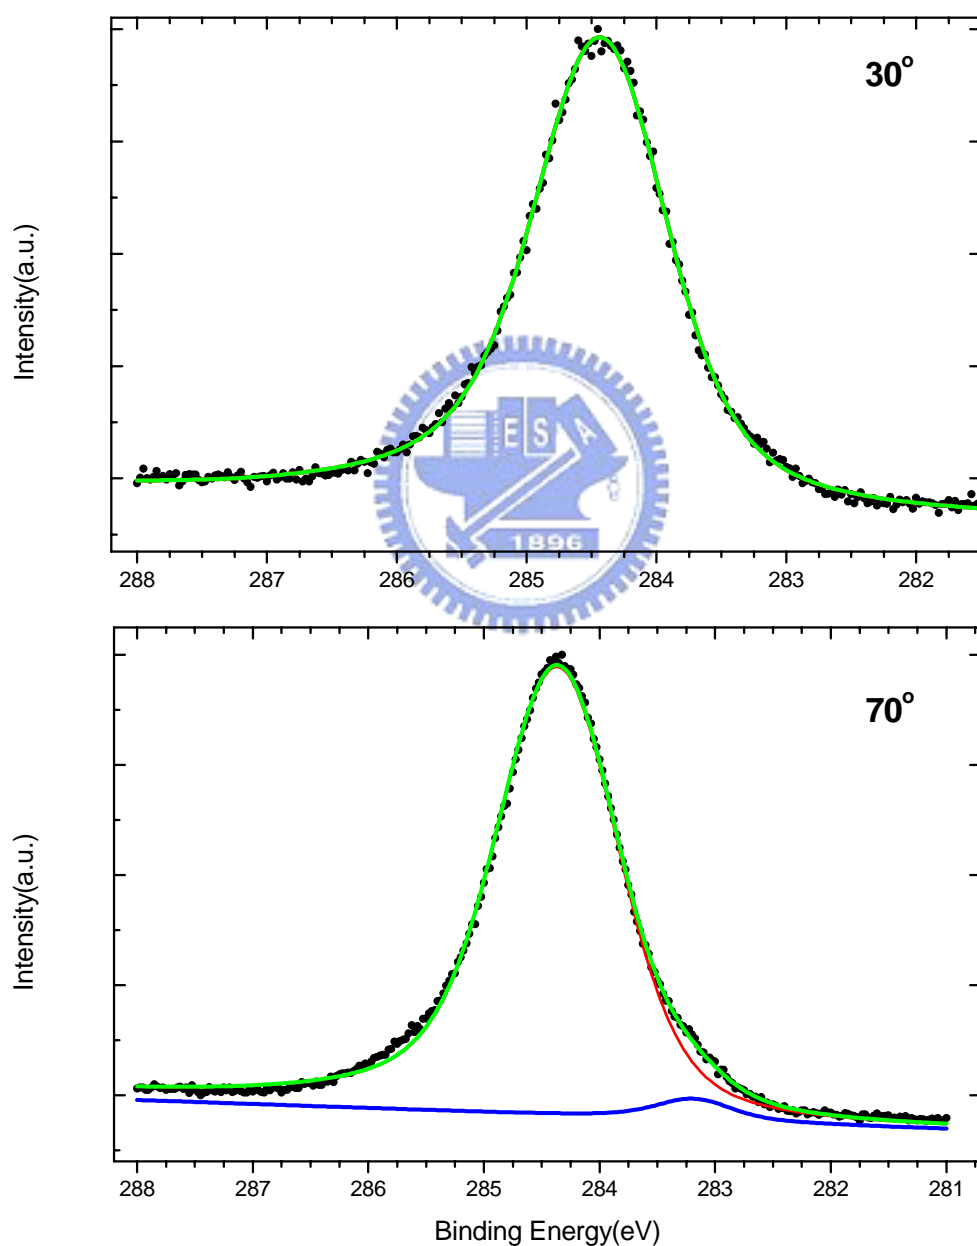 30°
Intensity(a.u.)
E S A
1896
288 287 286 285 284 283 282
70°
Intensity(a.u.)
288 287 286 285 284 283 282 281
Binding Energy(eV)